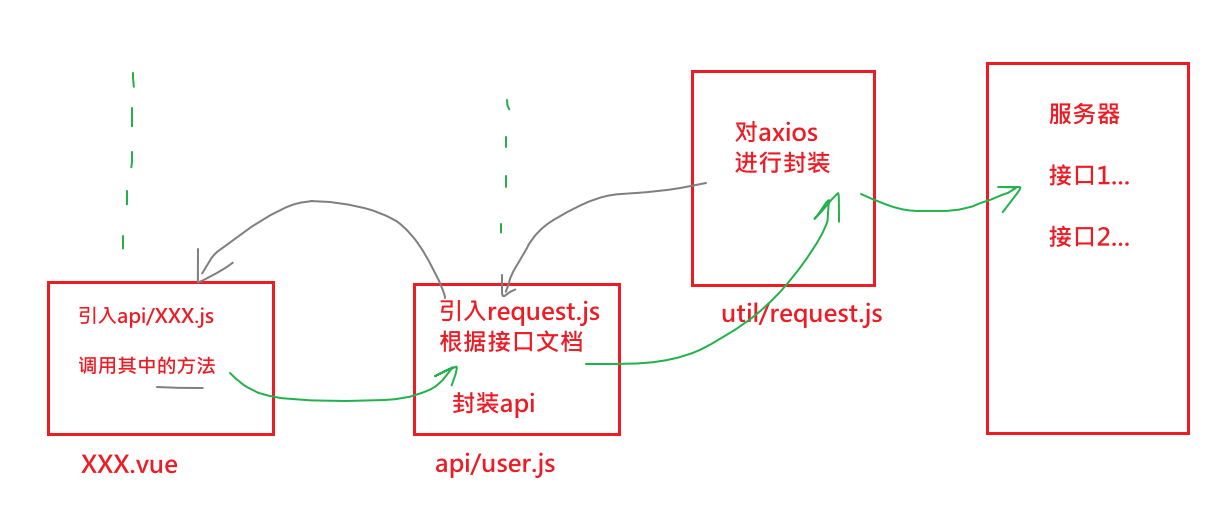 引入api/XXX.js
调用其中的方法
XXX.vue
引入request.js
根据接口文档
封装api
api/user.js
对axios
进行封装
util/request.js
服务器
接口1...
接口2...